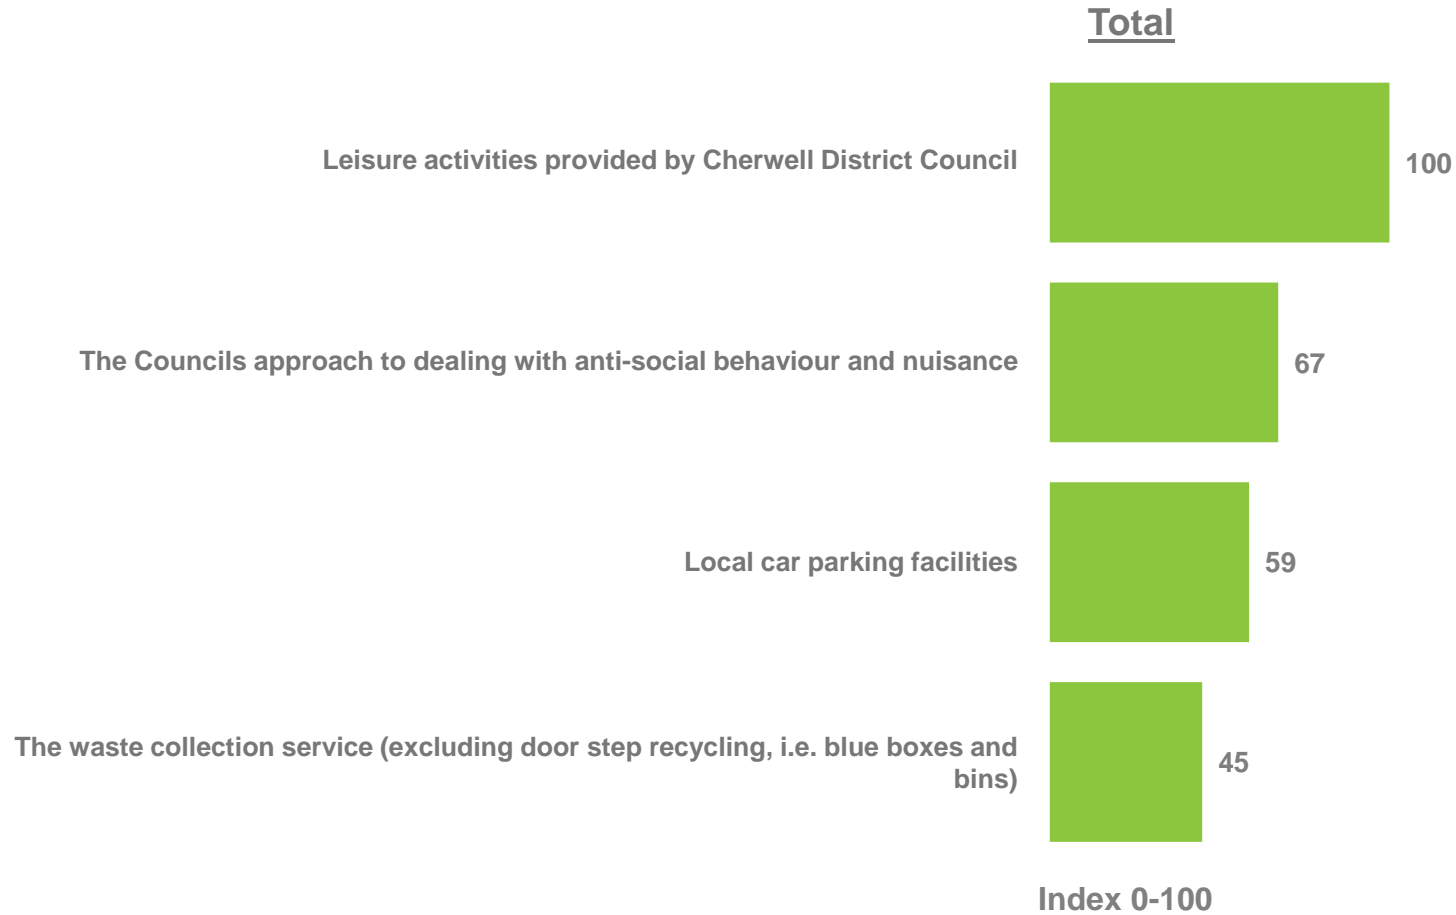 Total
Leisure activities provided by Cherwell District Council
100
The Councils approach to dealing with anti-social behaviour and nuisance
67
Local car parking facilities
59
The waste collection service (excluding door step recycling, i.e. blue boxes and
bins)
45
Index 0-100